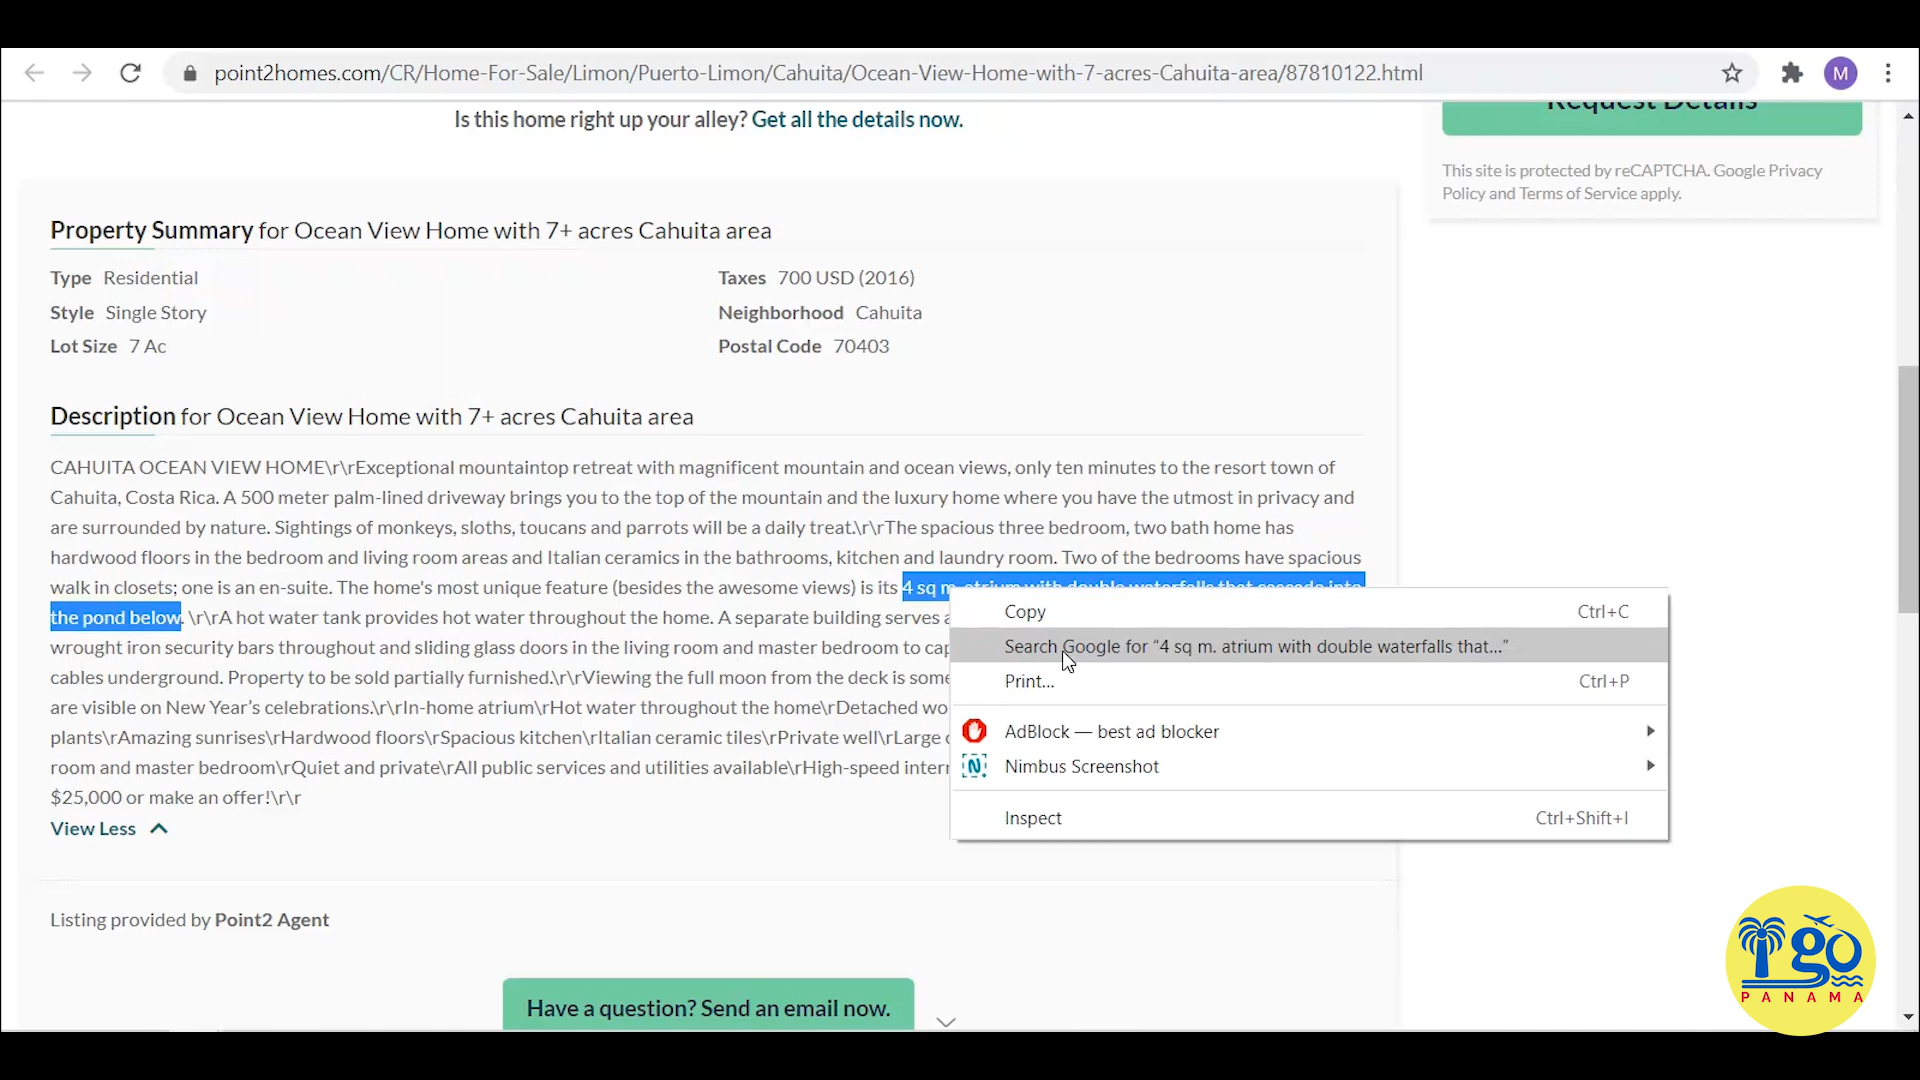 point2homes.com/CR/Home-For-Sale/Limon/Puerto-Limon/Cahuita/Ocean-View-Home-with-7-acres-Cahuita-area/87810122.html
M
Is this home right up your alley? Get all the details now.
Request Details
This site is protected by reCAPTCHA. Google Privacy
Policy and Terms of Service apply.
Property Summary for Ocean View Home with 7+ acres Cahuita area
Type Residential
Taxes 700 USD (2016)
Style Single Story
Neighborhood Cahuita
Lot Size 7 Ac
Postal Code 70403
Description for Ocean View Home with 7+ acres Cahuita area
CAHUITA OCEAN VIEW HOME\r\rExceptional mountaintop retreat with magnificent mountain and ocean views, only ten minutes to the resort town of
Cahuita, Costa Rica. A 500 meter palm-lined driveway brings you to the top of the mountain and the luxury home where you have the utmost in privacy and
are surrounded by nature. Sightings of monkeys, sloths, toucans and parrots will be a daily treat.\r\rThe spacious three bedroom, two bath home has
hardwood floors in the bedroom and living room areas and Italian ceramics in the bathrooms, kitchen and laundry room. Two of the bedrooms have spacious
walk in closets; one is an en-suite. The home's most unique feature (besides the awesome views) is its 4 sq m. atrium with double waterfalls that cascade into
the pond below. \r\rA hot water tank provides hot water throughout the home. A separate building serves a
wrought iron security bars throughout and sliding glass doors in the living room and master bedroom to cap
cables underground. Property to be sold partially furnished.\r\rViewing the full moon from the deck is some
are visible on New Year’s celebrations.\r\rIn-home atrium\rHot water throughout the home\rDetached wo
plants\rAmazing sunrises\rHardwood floors\rSpacious kitchen\rItalian ceramic tiles\rPrivate well\rLarge
room and master bedroom\rQuiet and private\rAll public services and utilities available\rHigh-speed intern
$25,000 or make an offer!\r\r
View Less
Copy Ctrl+C
Search Google for “4 sq m. atrium with double waterfalls that...”
Print... Ctrl+P
AdBlock — best ad blocker
Nimbus Screenshot
Inspect Ctrl+Shift+I
Listing provided by Point2 Agent
Have a question? Send an email now.
I go
PANAMA